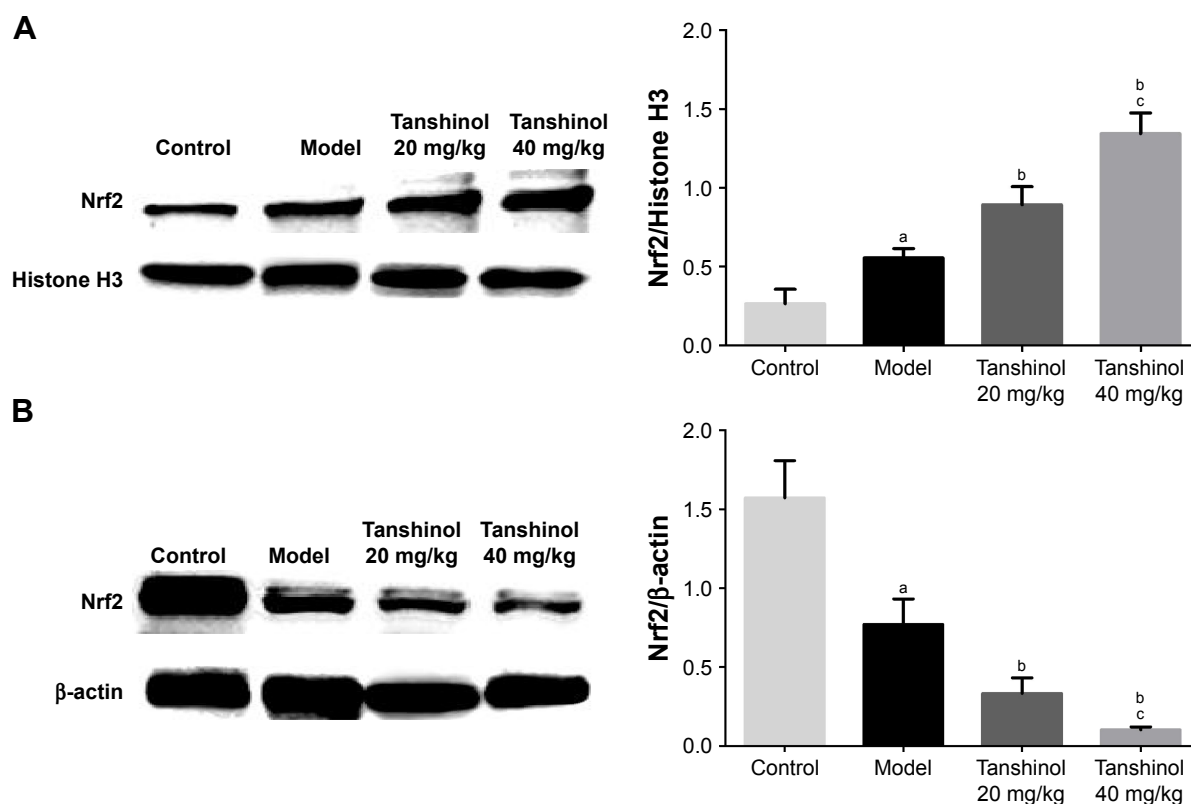 A
Control
Model
Tanshinol
20 mg/kg
Tanshinol
40 mg/kg
Nrf2
Histone H3
Nrf2/Histone H3
2.0
1.5
1.0
0.5
0.0
a
b
b
c
Control
Model
Tanshinol
20 mg/kg
Tanshinol
40 mg/kg
B
Control
Model
Tanshinol
20 mg/kg
Tanshinol
40 mg/kg
Nrf2
β-actin
Nrf2/β-actin
2.0
1.5
1.0
0.5
0.0
a
b
b
c
Control
Model
Tanshinol
20 mg/kg
Tanshinol
40 mg/kg